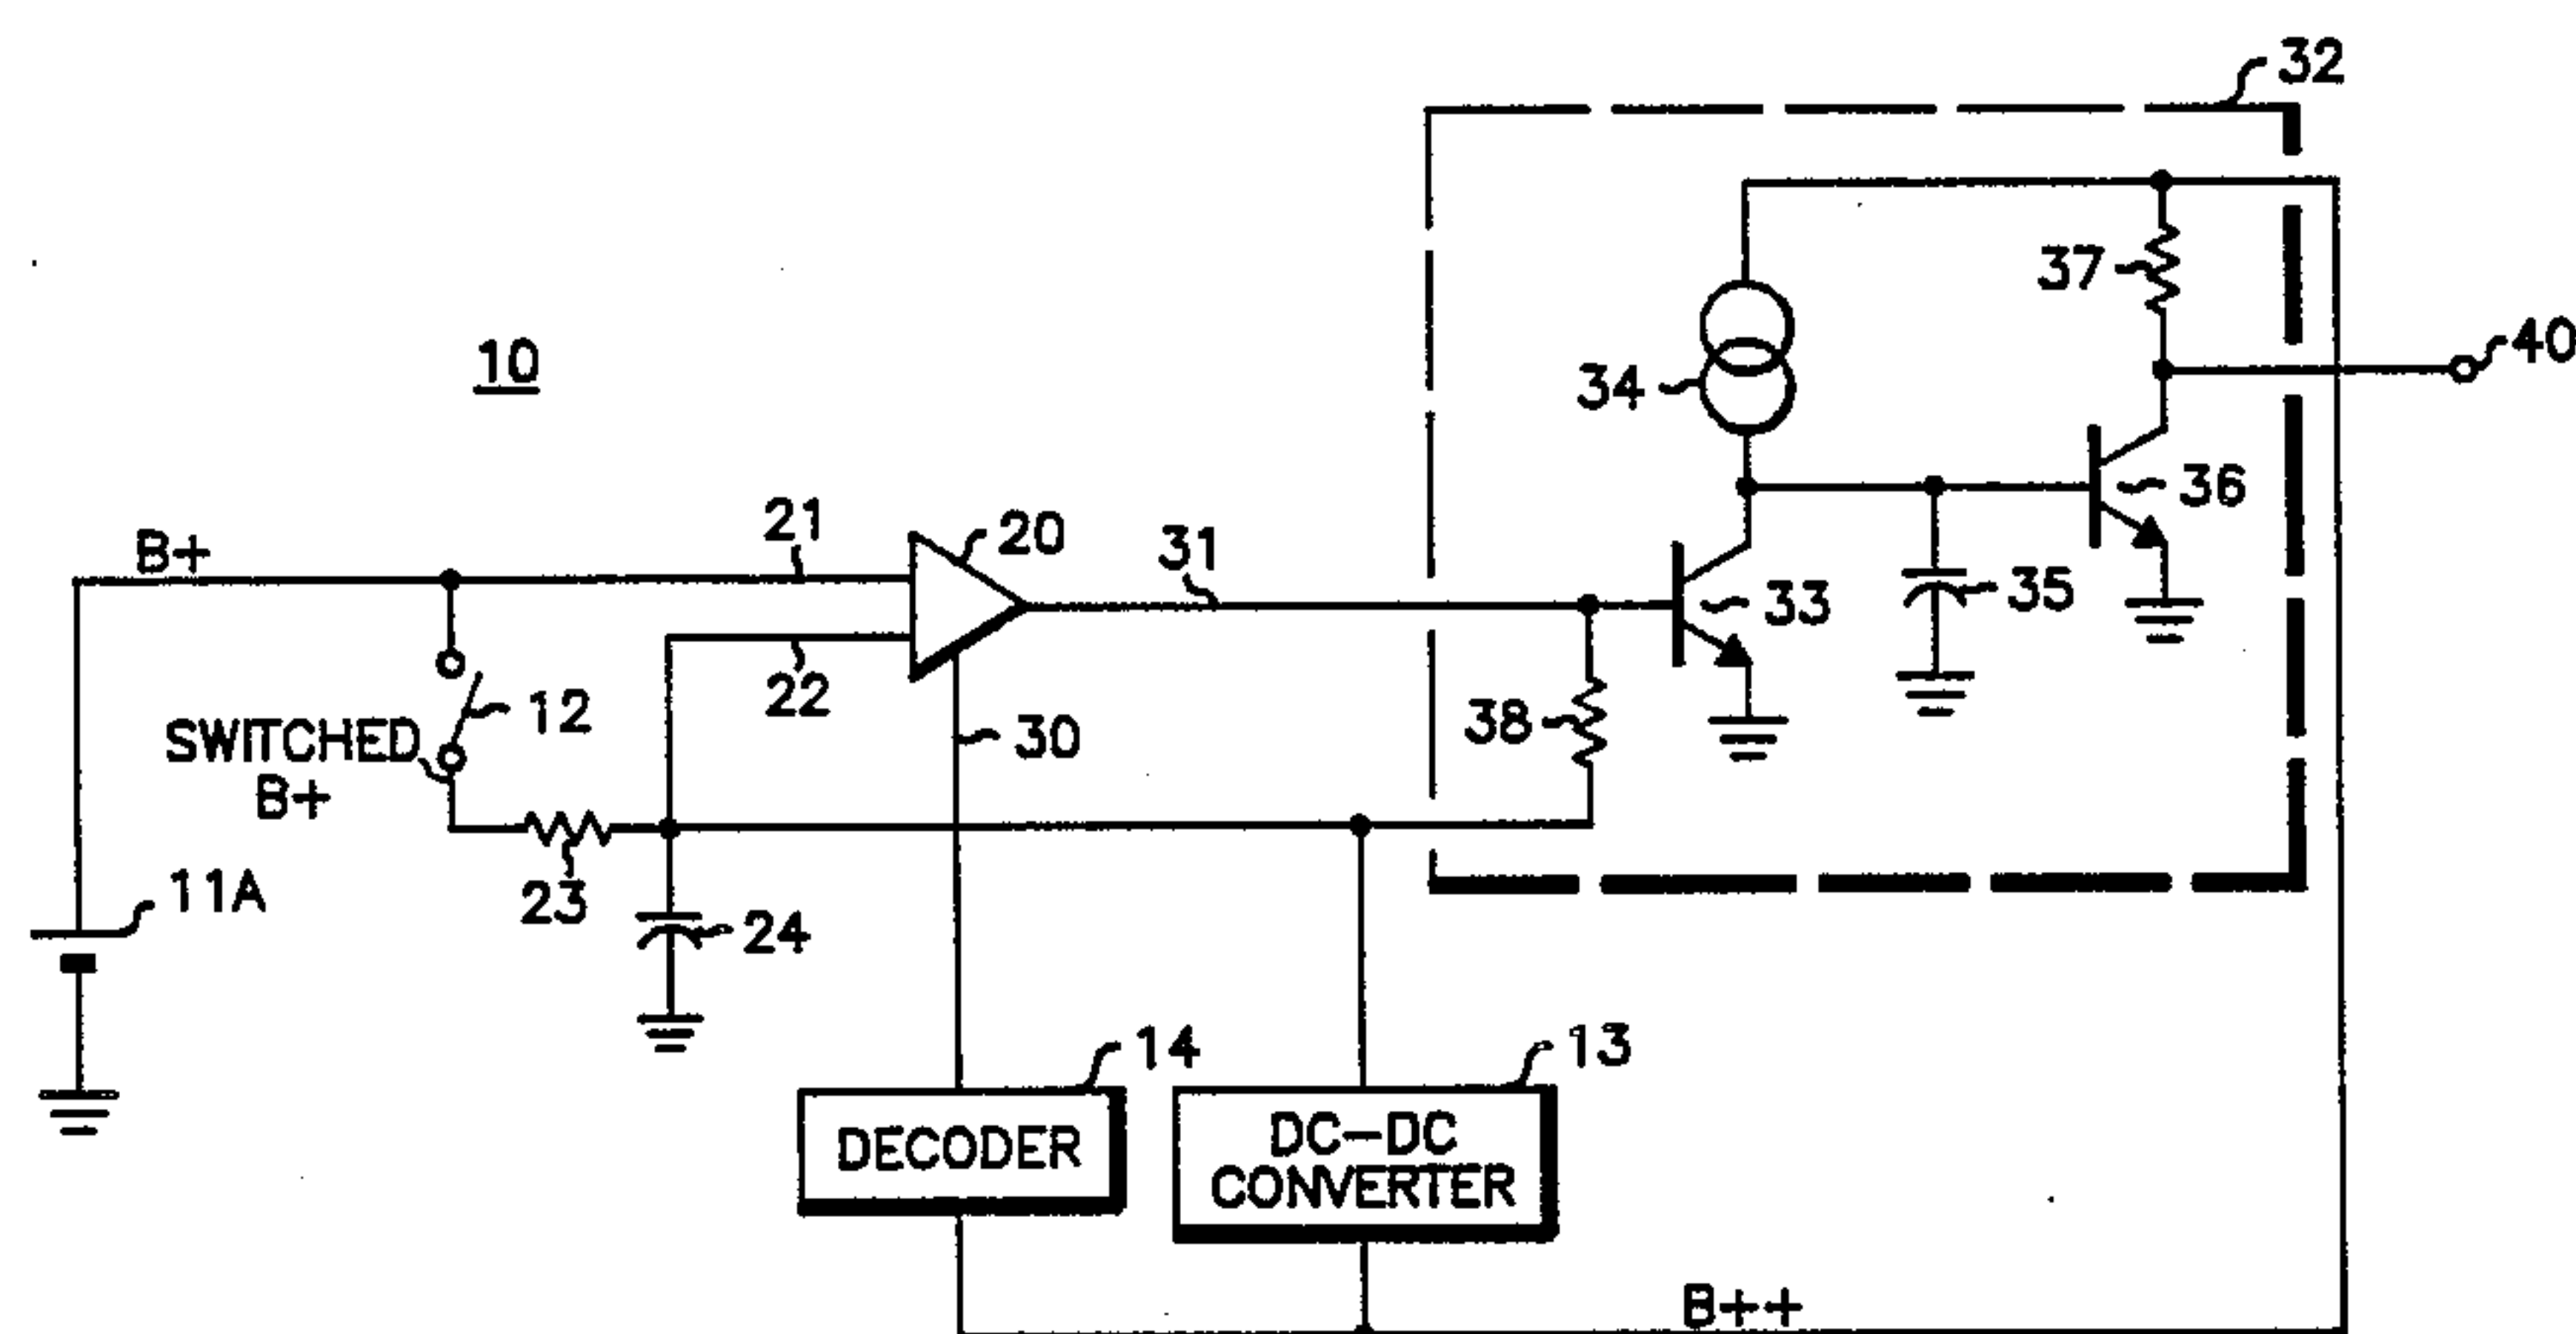 32
37
40
34
10
36
21
20
B+
31
35
33
22
12
38
30
SWITCHED
B+
11A
23
24
14
13
DECODER
DC-DC
CONVERTER
B++